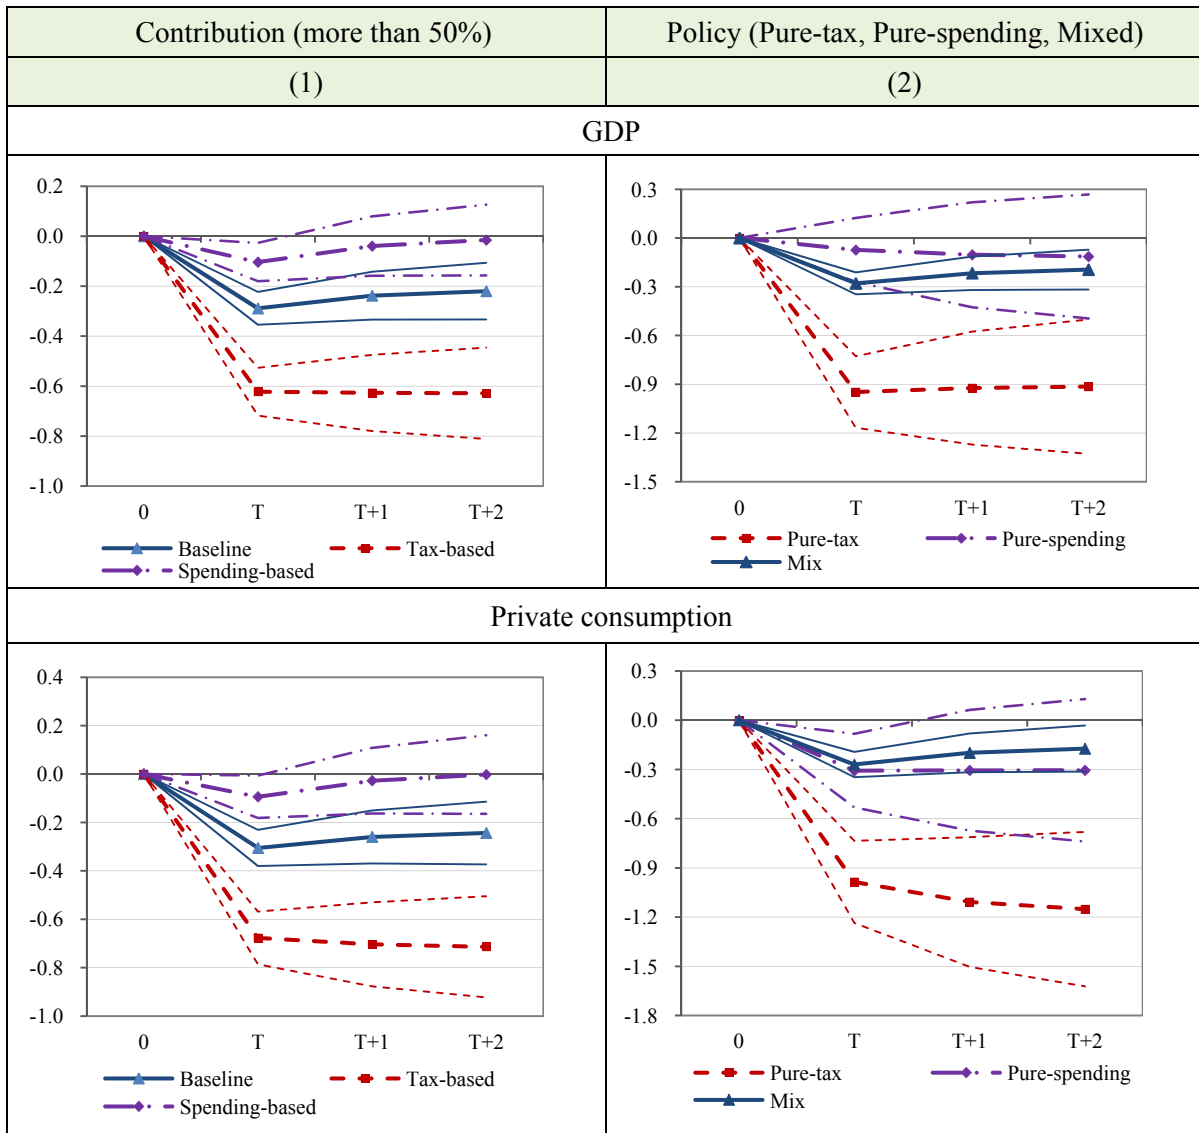 Contribution (more than 50%)
Policy (Pure-tax, Pure-spending, Mixed)
(1)
(2)
GDP
0.2
0.0
-0.2
-0.4
-0.6
-0.8
-1.0
0 T T+1 T+2
Baseline Tax-based
Spending-based
0.3
0.0
-0.3
-0.6
-0.9
-1.2
-1.5
0 T T+1 T+2
Pure-tax Pure-spending
Mix
Private consumption
0.4
0.2
0.0
-0.2
-0.4
-0.6
-0.8
-1.0
0 T T+1 T+2
Baseline Tax-based
Spending-based
0.3
0.0
-0.3
-0.6
-0.9
-1.2
-1.5
-1.8
0 T T+1 T+2
Pure-tax Pure-spending
Mix